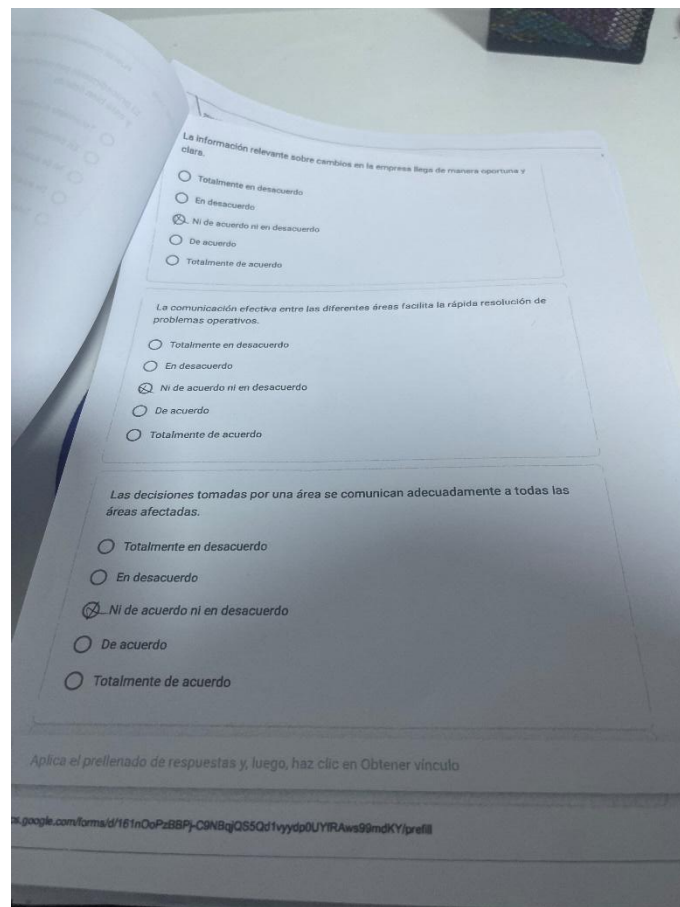 La información relevante sobre cambios en la empresa llega de manera oportuna y
clara.
Totalmente en desacuerdo
En desacuerdo
Ni de acuerdo ni en desacuerdo
De acuerdo
Totalmente de acuerdo
La comunicación efectiva entre las diferentes áreas facilita la rápida resolución de
problemas operativos.
Totalmente en desacuerdo
En desacuerdo
Ni de acuerdo ni en desacuerdo
De acuerdo
Totalmente de acuerdo
Las decisiones tomadas por una área se comunican adecuadamente a todas las
áreas afectadas.
Totalmente en desacuerdo
En desacuerdo
Ni de acuerdo ni en desacuerdo
De acuerdo
Totalmente de acuerdo
Aplica el prellenado de respuestas y, luego, haz clic en Obtener vínculo